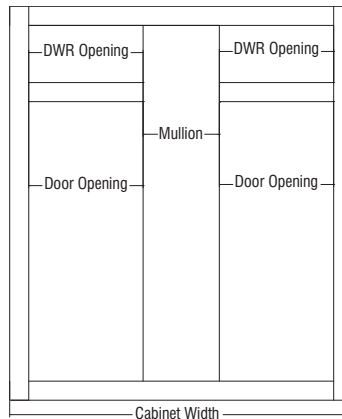 DWR Opening
DWR Opening
Mullion
Door Opening
Door Opening
Cabinet Width